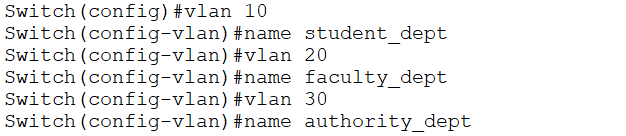 Switch(config)#vlan 10
Switch(config-vlan)#name student_dept
Switch(config-vlan)#vlan 20
Switch(config-vlan)#name faculty_dept
Switch(config-vlan)#vlan 30
Switch(config-vlan)#name authority_dept